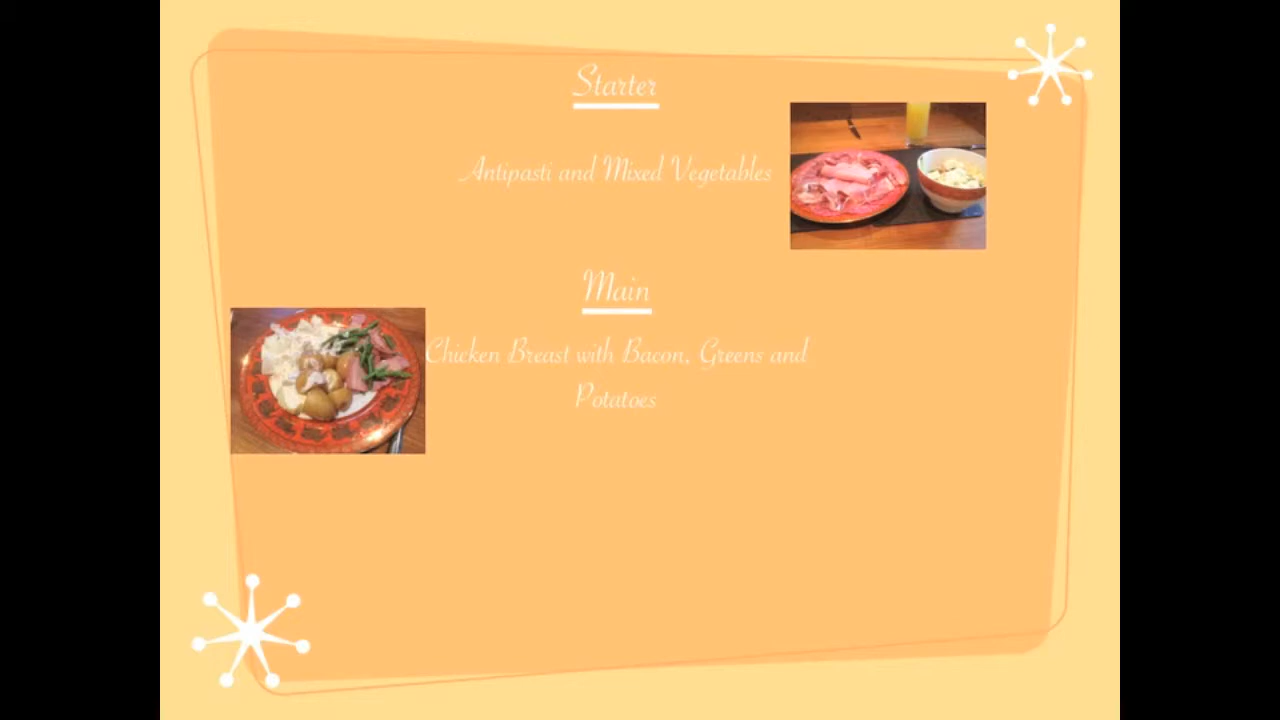 Starter
Antipasti and Mixed Vegetables
Main
Chicken Breast with Bacon, Greens and
Potatoes